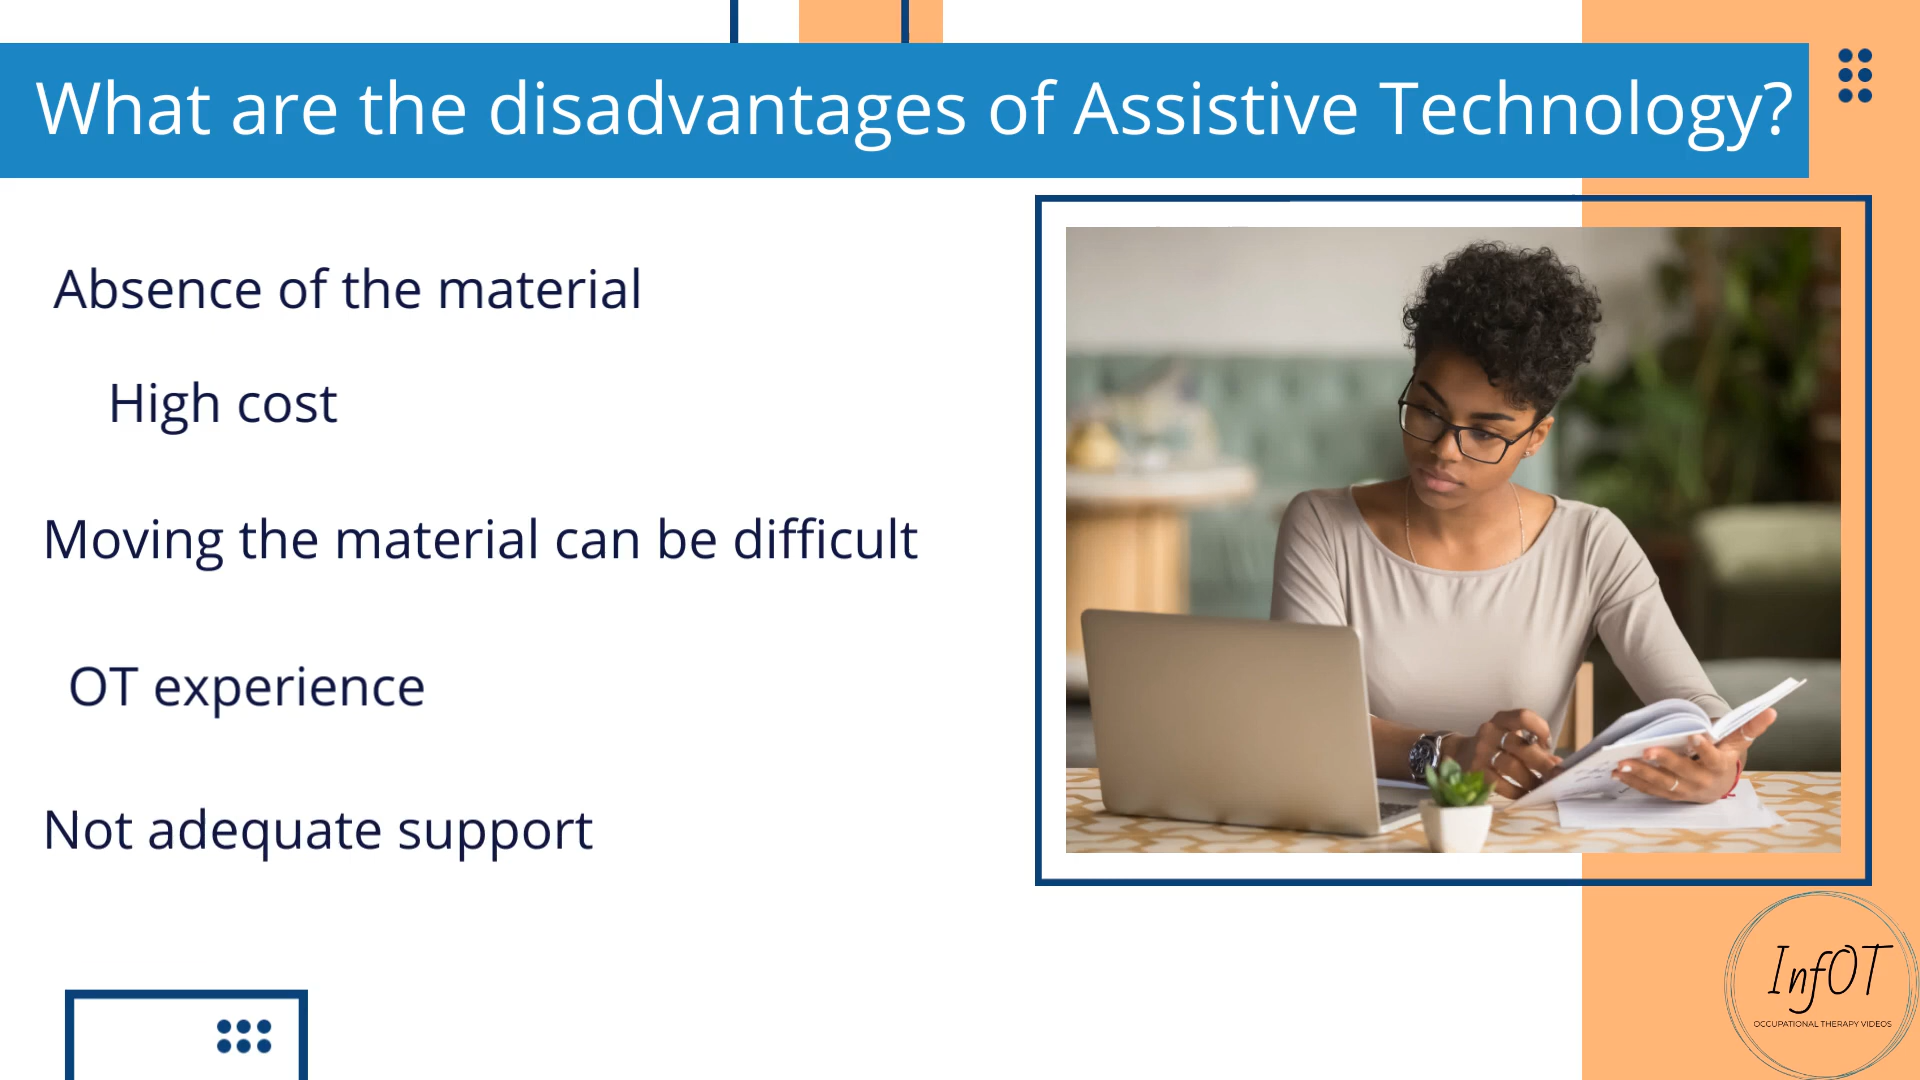 What are the disadvantages of Assistive Technology?
Absence of the material
High cost
Moving the material can be difficult
OT experience
Not adequate support
InfOT
OCCUPATIONAL THERAPY VIDEOS